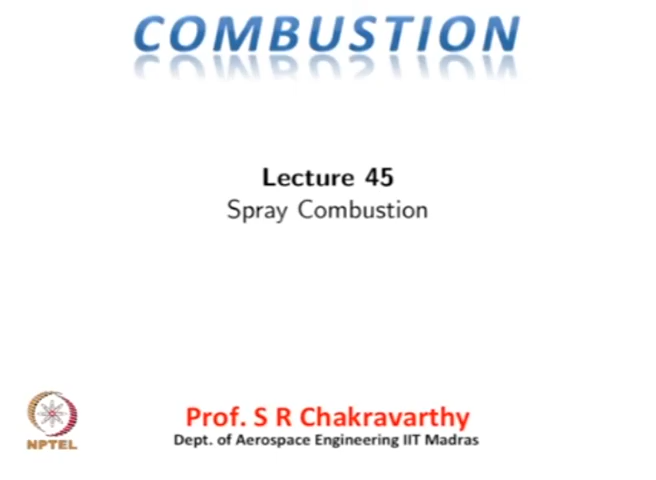 COMBUSTION
Lecture 45
Spray Combustion
Prof. S R Chakravarthy
Dept. of Aerospace Engineering IIT Madras
NPTEL